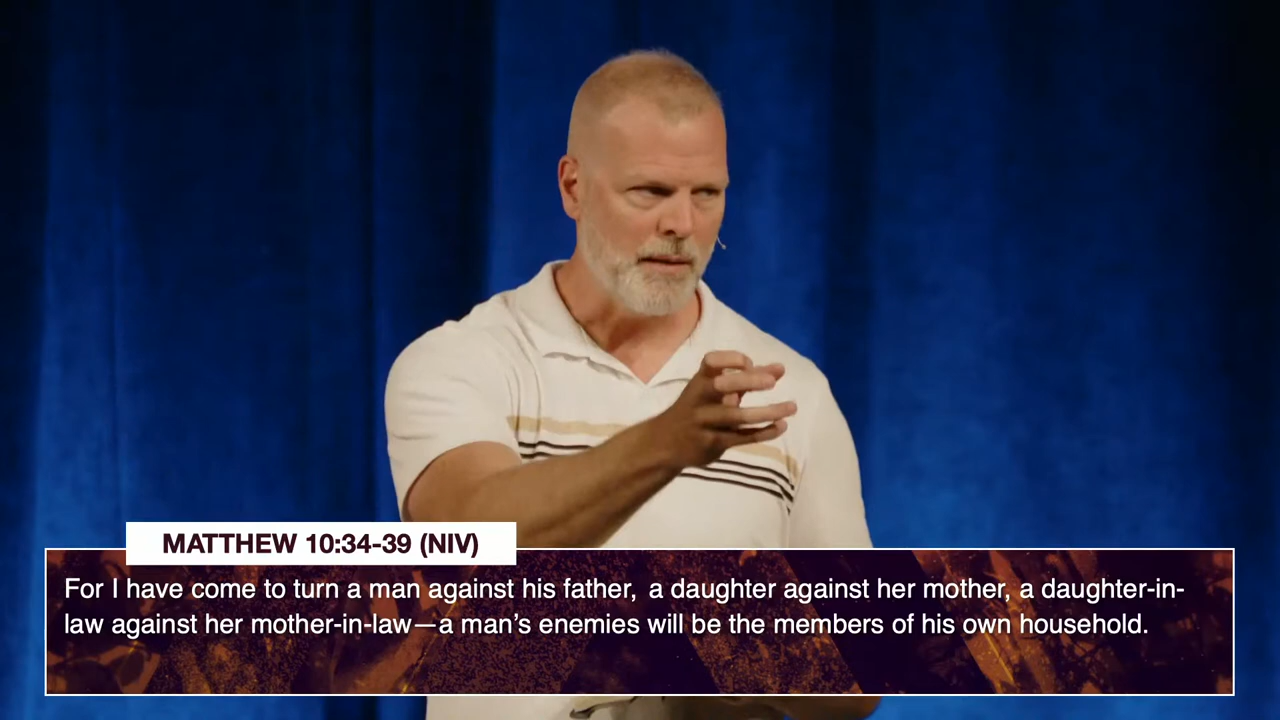 MATTHEW 10:34-39 (NIV)
For I have come to turn a man against his father, a daughter against her mother, a daughter-in-
law against her mother-in-law—a man’s enemies will be the members of his own household.